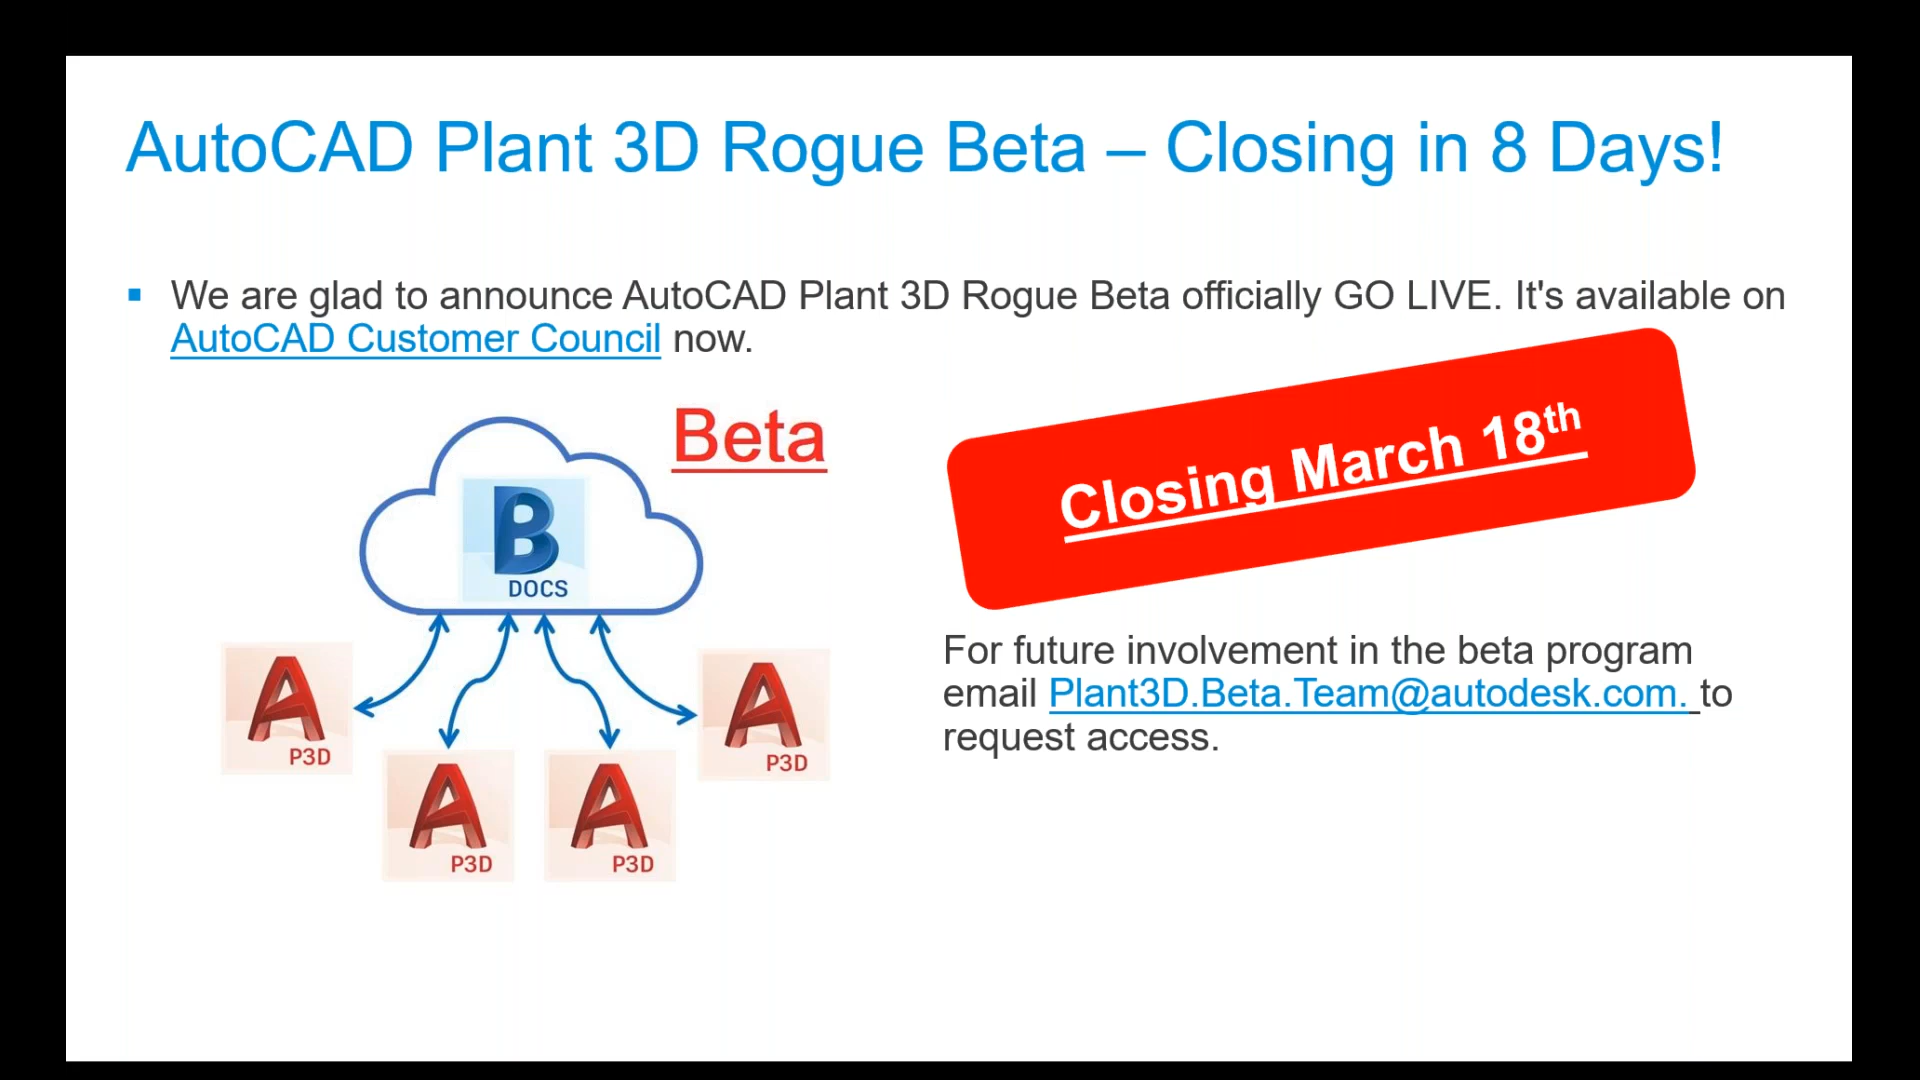 AutoCAD Plant 3D Rogue Beta – Closing in 8 Days!
We are glad to announce AutoCAD Plant 3D Rogue Beta officially GO LIVE. It's available on
AutoCAD Customer Council now.
Beta
B
DOCS
A
P3D
A
P3D
A
P3D
A
P3D
Closing March 18th
For future involvement in the beta program
email Plant3D.Beta.Team@autodesk.com. to
request access.